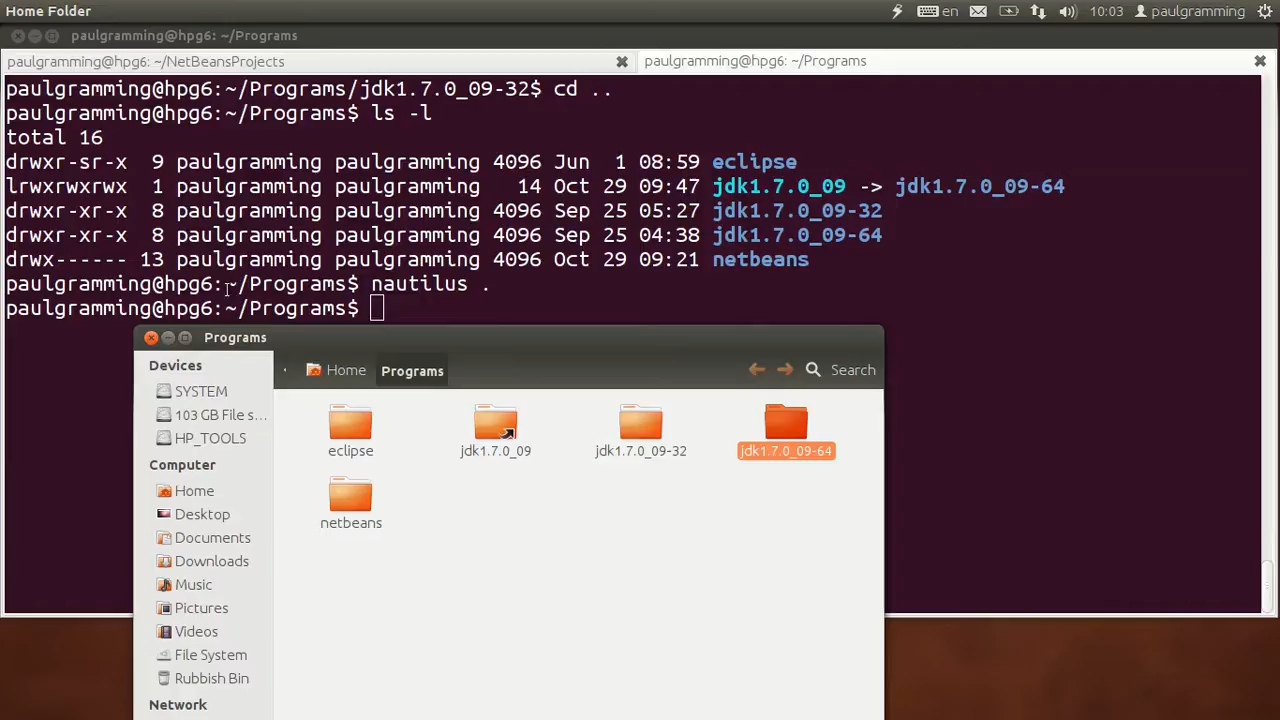 Home Folder
en
10:03
paulgramming
paulgramming@hpg6: ~/Programs
paulgramming@hpg6: ~/NetBeansProjects
paulgramming@hpg6: ~/Programs
paulgramming@hpg6:~/Programs/jdk1.7.0_09-32$ cd ..
paulgramming@hpg6:~/Programs$ ls -l
total 16
drwxr-sr-x  9 paulgramming paulgramming 4096 Jun  1 08:59 eclipse
lrwxrwxrwx  1 paulgramming paulgramming   14 Oct 29 09:47 jdk1.7.0_09 -> jdk1.7.0_09-64
drwxr-xr-x  8 paulgramming paulgramming 4096 Sep 25 05:27 jdk1.7.0_09-32
drwxr-xr-x  8 paulgramming paulgramming 4096 Sep 25 04:38 jdk1.7.0_09-64
drwx------ 13 paulgramming paulgramming 4096 Oct 29 09:21 netbeans
paulgramming@hpg6:~/Programs$ nautilus .
paulgramming@hpg6:~/Programs$
Programs
Devices
SYSTEM
103 GB File s...
HP_TOOLS
Computer
Home
Desktop
Documents
Downloads
Music
Pictures
Videos
File System
Rubbish Bin
Network
Home
Programs
Search
eclipse
jdk1.7.0_09
jdk1.7.0_09-32
jdk1.7.0_09-64
netbeans